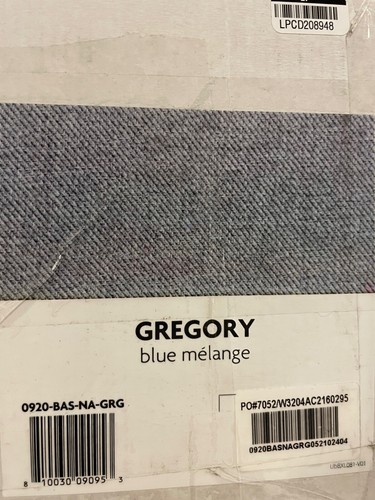 LPCD208948
GREGORY
blue mélange
0920-BAS-NA-GRG
8 10030 09095 3
PO#7052/W3204AC2160295
0920BASNAGRG052102404